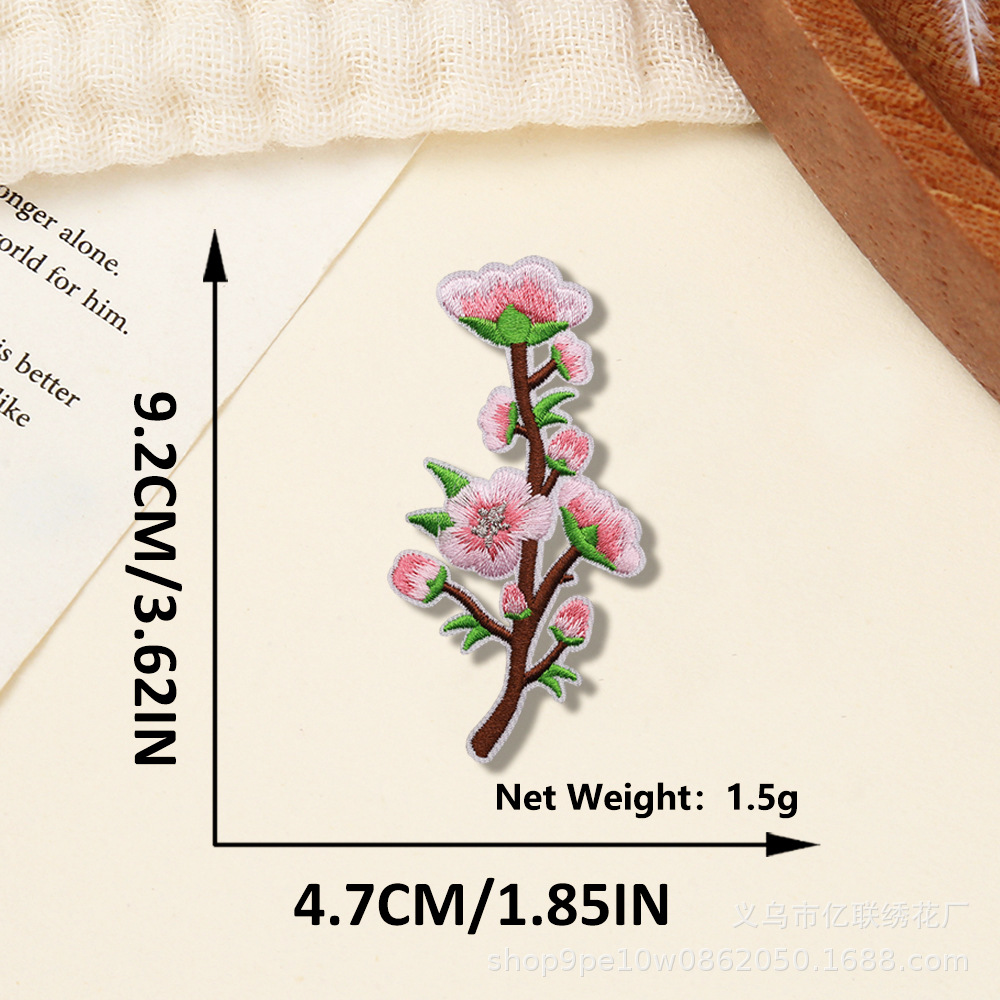 onger alone.
orld for him.
is better
like
9.2CM/3.62IN
Net Weight：1.5g
4.7CM/1.85IN
义乌市亿联绣花厂
shop9pe10w0862050.1688.com